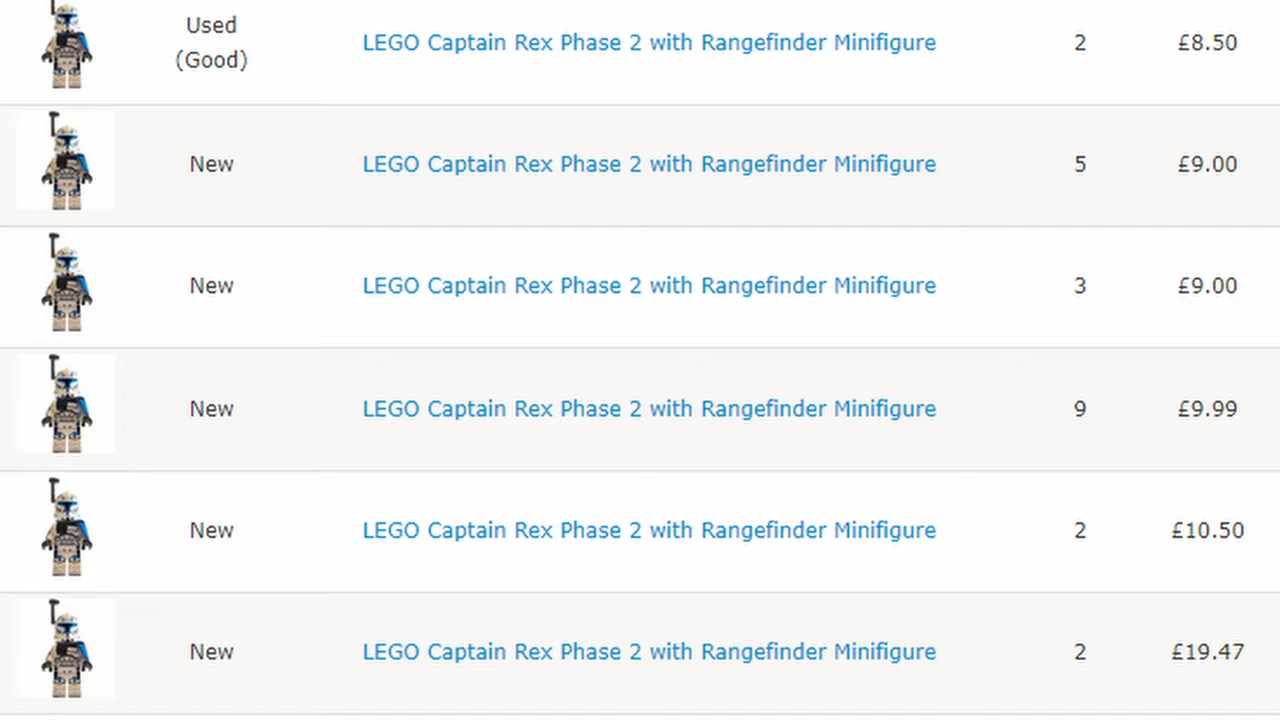 Used
(Good) LEGO Captain Rex Phase 2 with Rangefinder Minifigure 2 £8.50
New LEGO Captain Rex Phase 2 with Rangefinder Minifigure 5 £9.00
New LEGO Captain Rex Phase 2 with Rangefinder Minifigure 3 £9.00
New LEGO Captain Rex Phase 2 with Rangefinder Minifigure 9 £9.99
New LEGO Captain Rex Phase 2 with Rangefinder Minifigure 2 £10.50
New LEGO Captain Rex Phase 2 with Rangefinder Minifigure 2 £19.47